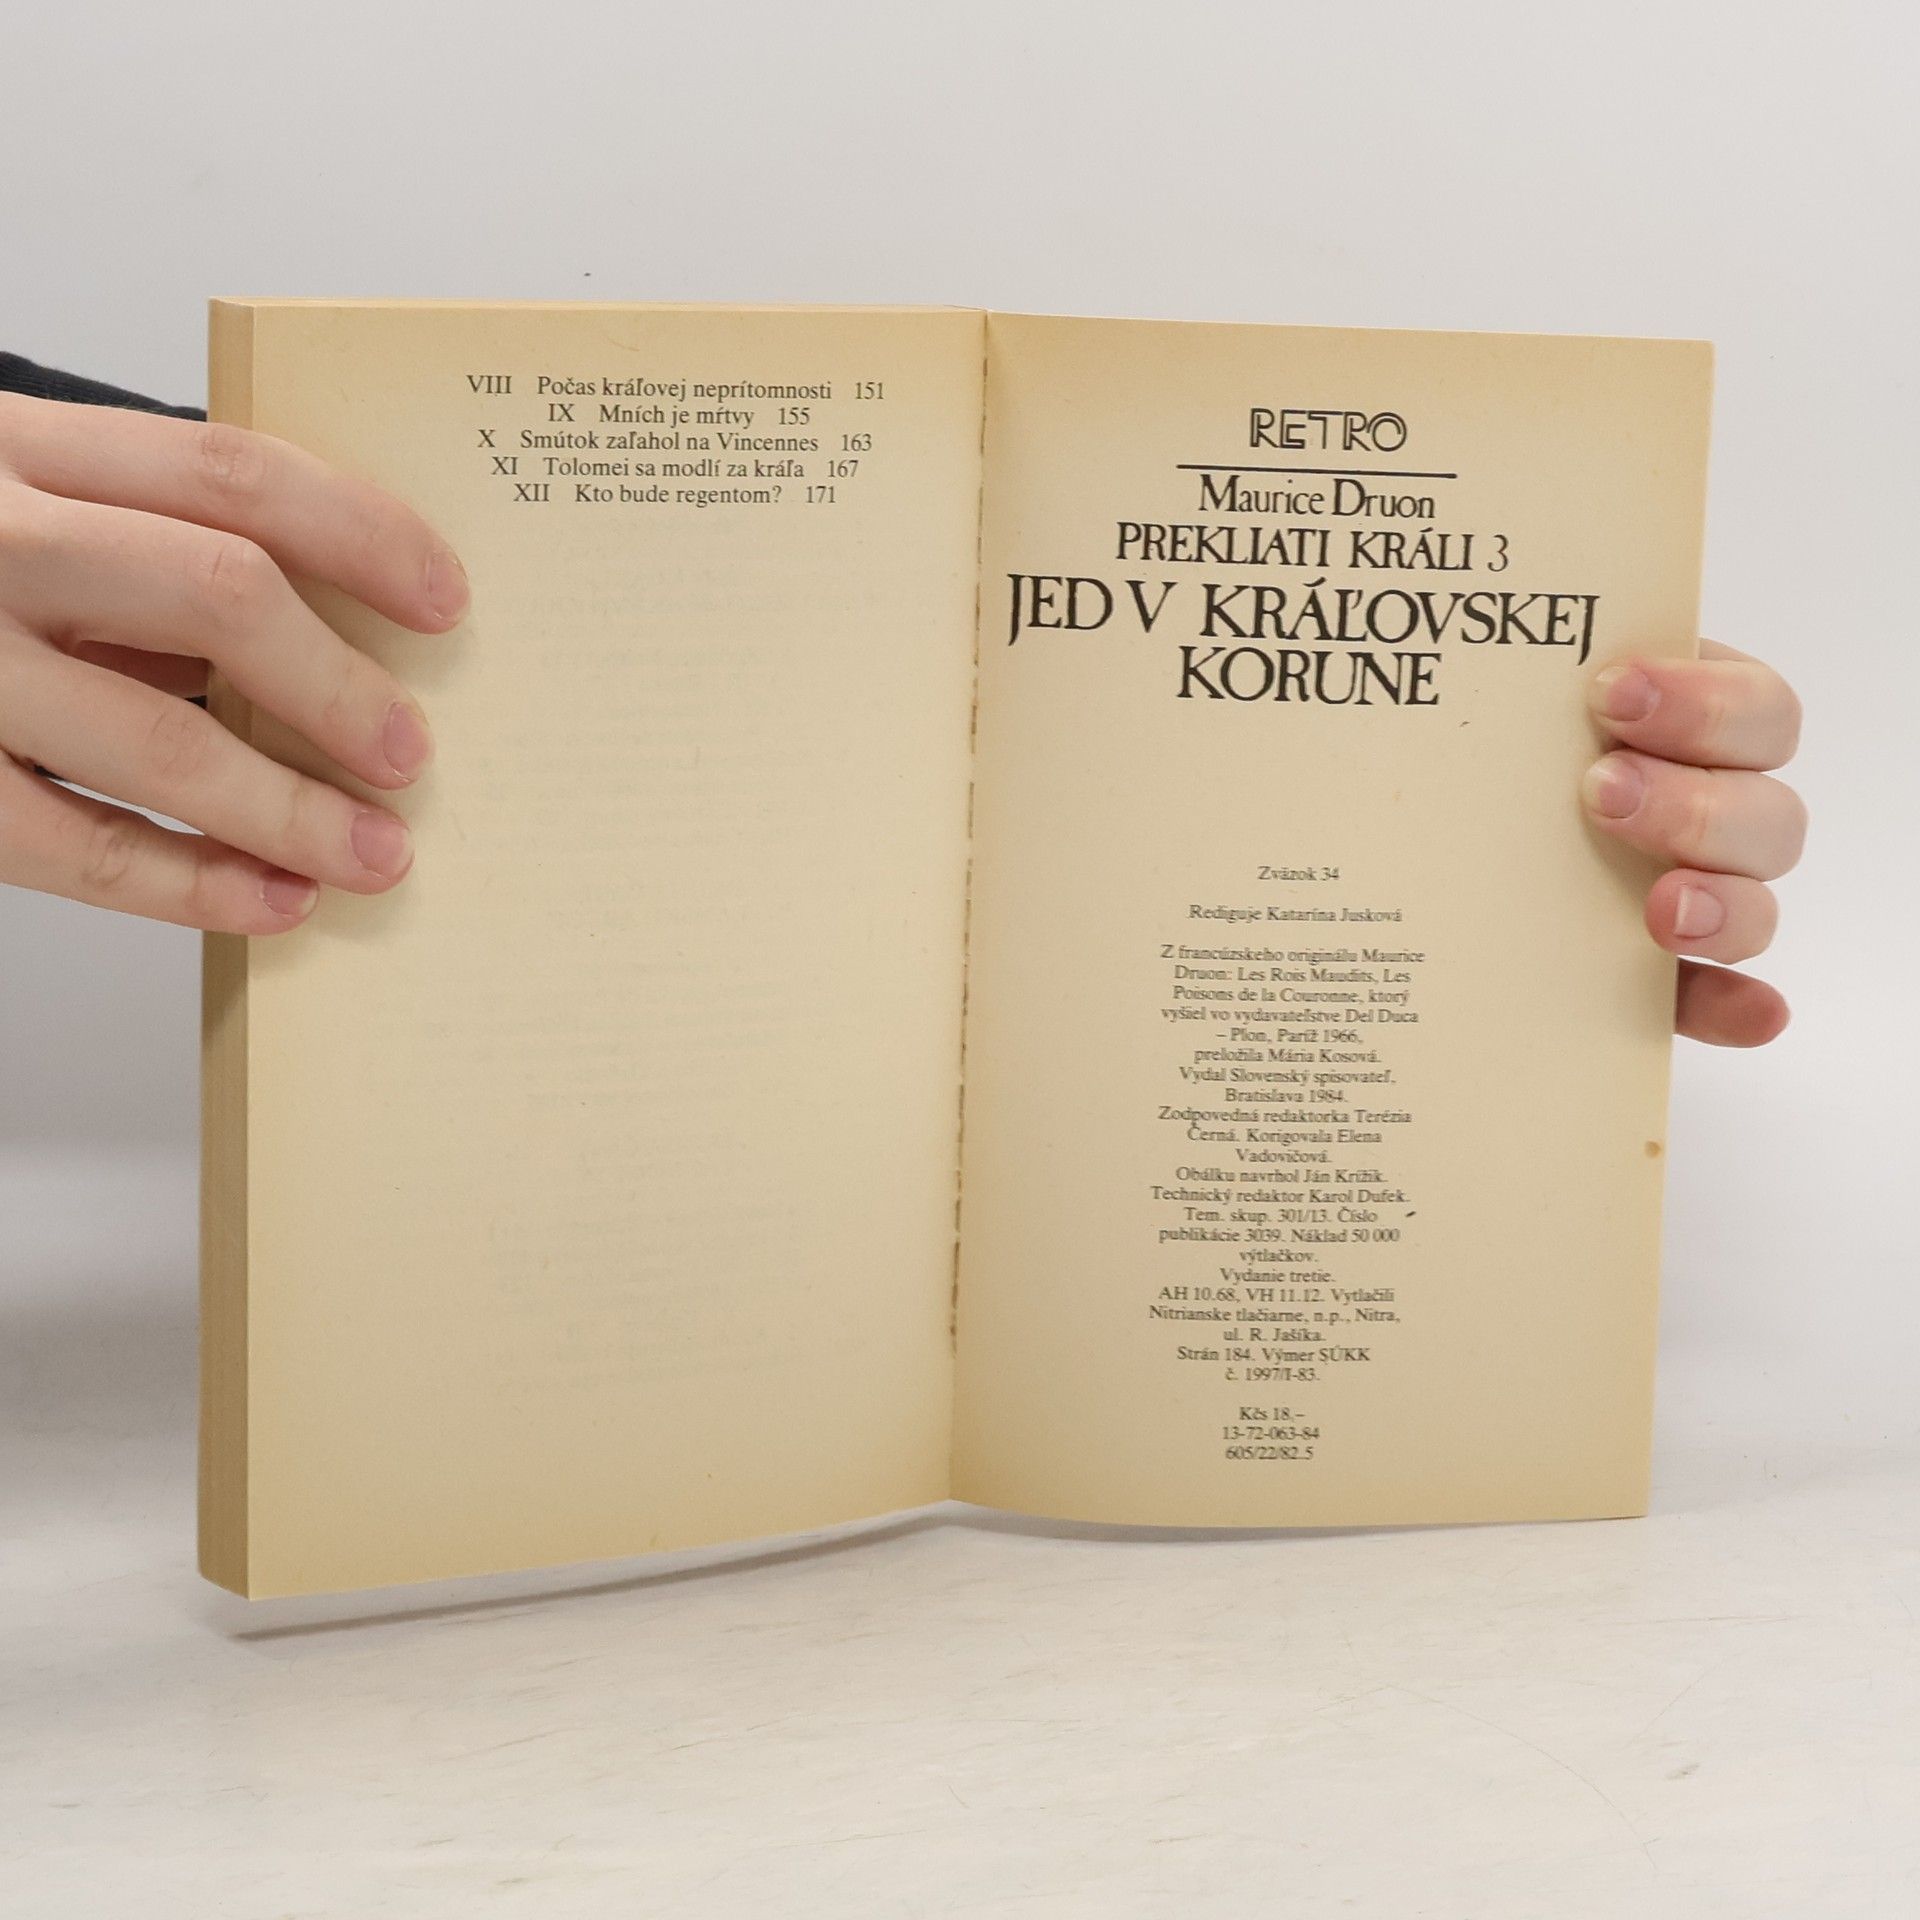 VIII Počas kráľovej neprítomnosti 151
IX Mních je mŕtvy 155
X Smútok zaľahol na Vincennes 163
XI Tolomei sa modlí za kráľa 167
XII Kto bude regentom? 171
RETRO
Maurice Druon
PREKLIATI KRÁLI 3
JED V KRÁĽOVSKEJ
KORUNE
Zväzok 34
Rediguje Katarína Jusková
Z francúzskeho originálu Maurice
Druon: Les Rois Maudits, Les
Poisons de la Couronne, ktorý
vyšiel vo vydavateľstve Del Duca
– Plon, Paríž 1966,
preložila Mária Kosová.
Vydal Slovenský spisovateľ,
Bratislava 1984.
Zodpovedná redaktorka Terézia
Černá. Korigovala Elena
Vadovičová.
Obálku navrhol Ján Krížik.
Technický redaktor Karol Dufek.
Tem. skup. 301/13. Číslo
publikácie 3039. Náklad 50 000
výtlačkov.
Vydanie tretie.
AH 10.68, VH 11.12. Vytlačili
Nitrianske tlačiarne, n.p., Nitra,
ul. R. Jašíka.
Strán 184. Výmer SÚKK
č. 1997/I-83.
Kčs 18,–
13-72-063-84
605/22/82.5